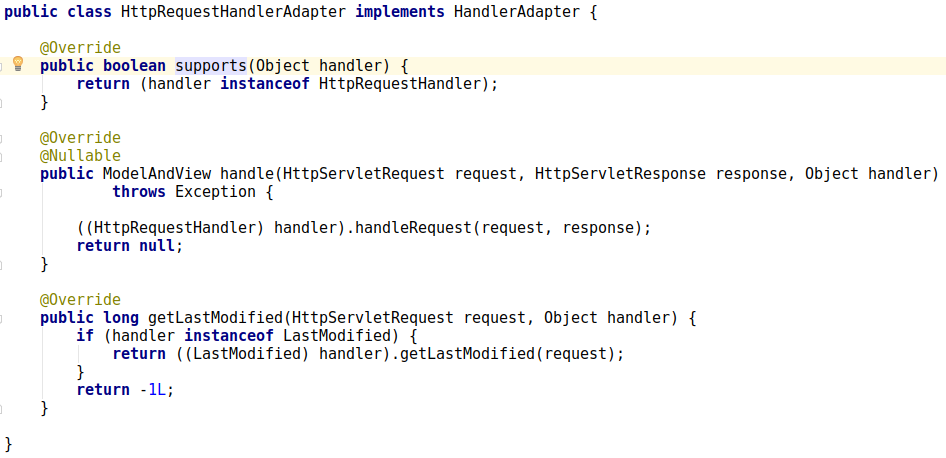 public class HttpRequestHandlerAdapter implements HandlerAdapter {
@Override
public boolean supports(Object handler) {
return (handler instanceof HttpRequestHandler);
}
@Override
@Nullable
public ModelAndView handle(HttpServletRequest request, HttpServletResponse response, Object handler)
throws Exception {
((HttpRequestHandler) handler).handleRequest(request, response);
return null;
}
@Override
public long getLastModified(HttpServletRequest request, Object handler) {
if (handler instanceof LastModified) {
return ((LastModified) handler).getLastModified(request);
}
return -1L;
}
}